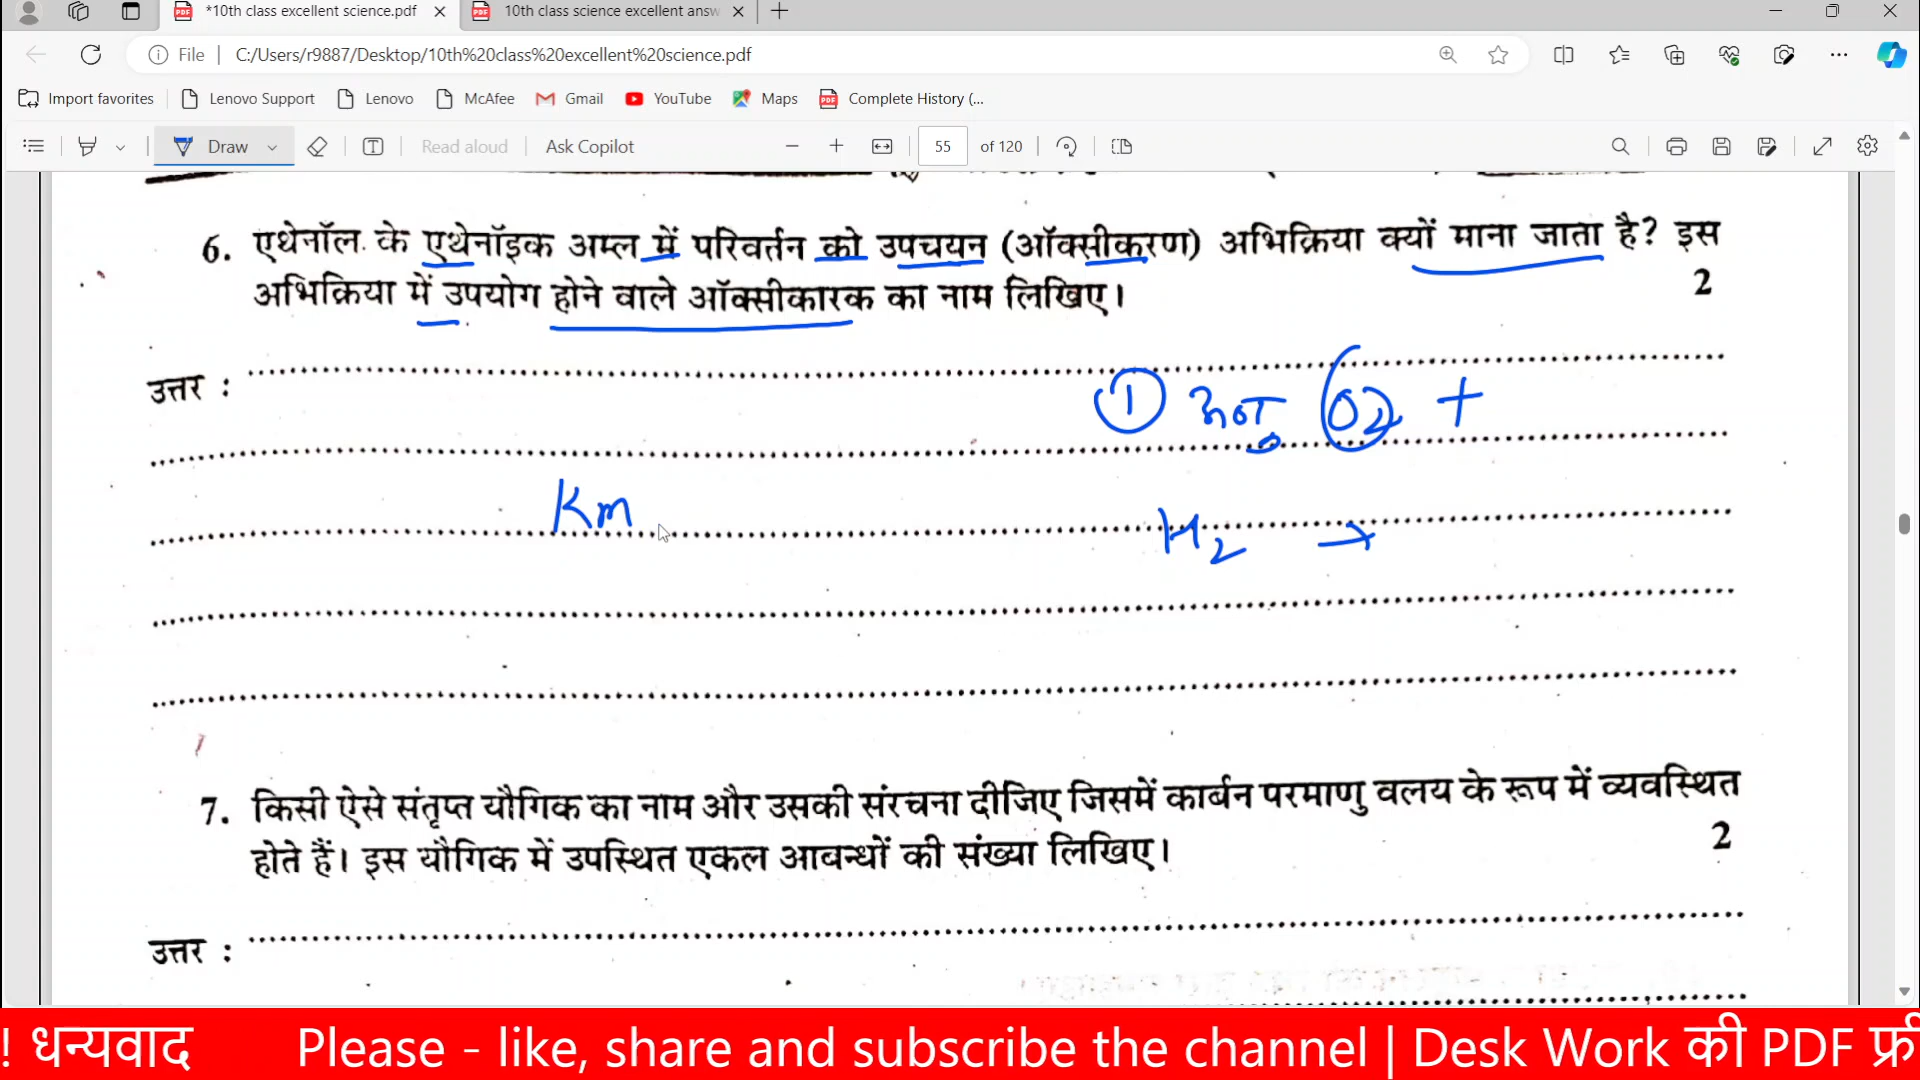 *10th class excellent science.pdf
10th class science excellent answ
File
C:/Users/r9887/Desktop/10th%20class%20excellent%20science.pdf
Import favorites
Lenovo Support
Lenovo
McAfee
Gmail
YouTube
Maps
Complete History (...
Draw
Read aloud
Ask Copilot
55 of 120
6. एथेनॉल के एथेनॉइक अम्ल में परिवर्तन को उपचयन (ऑक्सीकरण) अभिक्रिया क्यों माना जाता है? इस
अभिक्रिया में उपयोग होने वाले ऑक्सीकारक का नाम लिखिए। 2
उत्तर :
1 O2 +
Km
H2 →
7. किसी ऐसे संतृप्त यौगिक का नाम और उसकी संरचना दीजिए जिसमें कार्बन परमाणु वलय के रूप में व्यवस्थित
होते हैं। इस यौगिक में उपस्थित एकल आबन्धों की संख्या लिखिए। 2
उत्तर :
! धन्यवाद Please - like, share and subscribe the channel | Desk Work की PDF फ्री